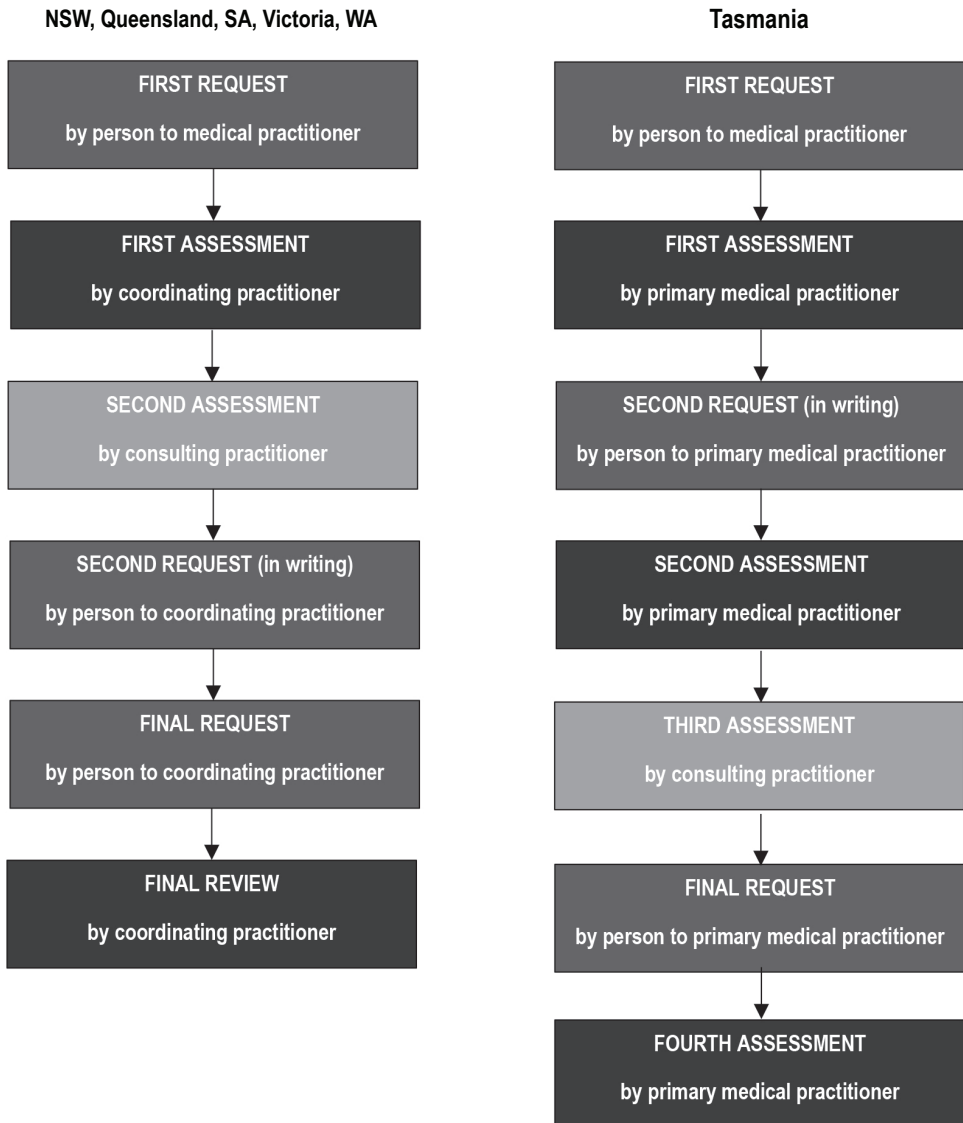 NSW, Queensland, SA, Victoria, WA
FIRST REQUEST
by person to medical practitioner
FIRST ASSESSMENT
by coordinating practitioner
SECOND ASSESSMENT
by consulting practitioner
SECOND REQUEST (in writing)
by person to coordinating practitioner
FINAL REQUEST
by person to coordinating practitioner
FINAL REVIEW
by coordinating practitioner
Tasmania
FIRST REQUEST
by person to medical practitioner
FIRST ASSESSMENT
by primary medical practitioner
SECOND REQUEST (in writing)
by person to primary medical practitioner
SECOND ASSESSMENT
by primary medical practitioner
THIRD ASSESSMENT
by consulting practitioner
FINAL REQUEST
by person to primary medical practitioner
FOURTH ASSESSMENT
by primary medical practitioner